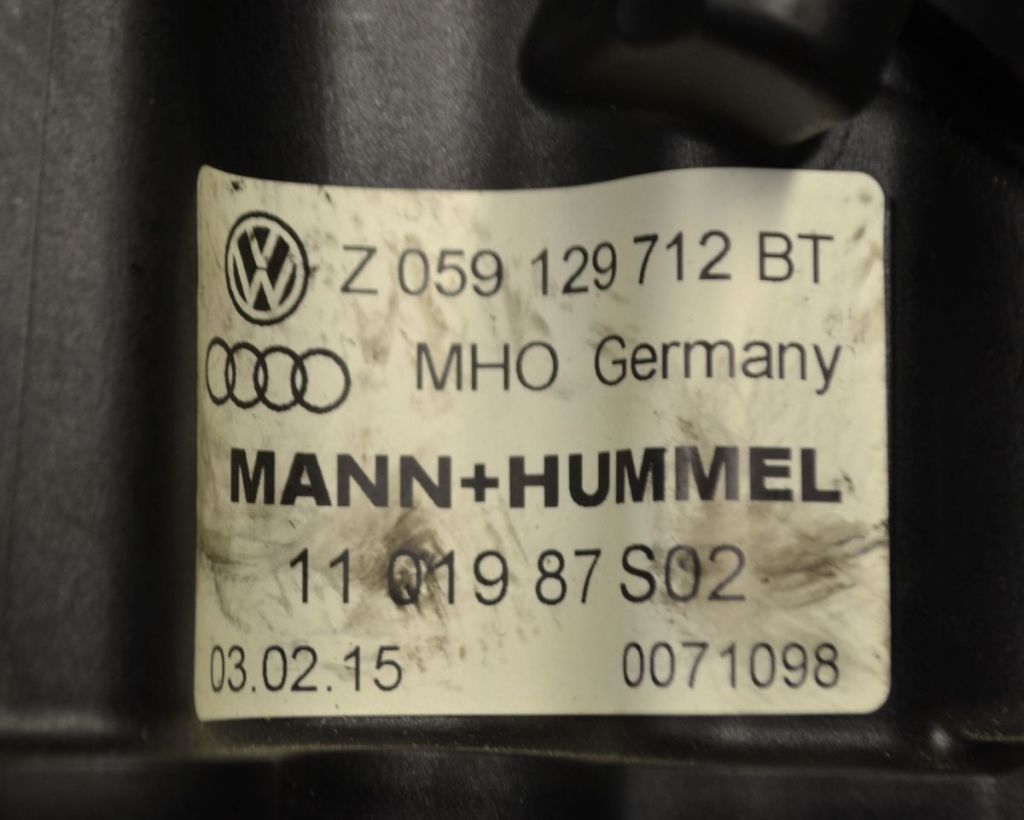 Z 059 129 712 BT
MHO Germany
MANN+HUMMEL
11 019 87 S02
03.02.15 0071098